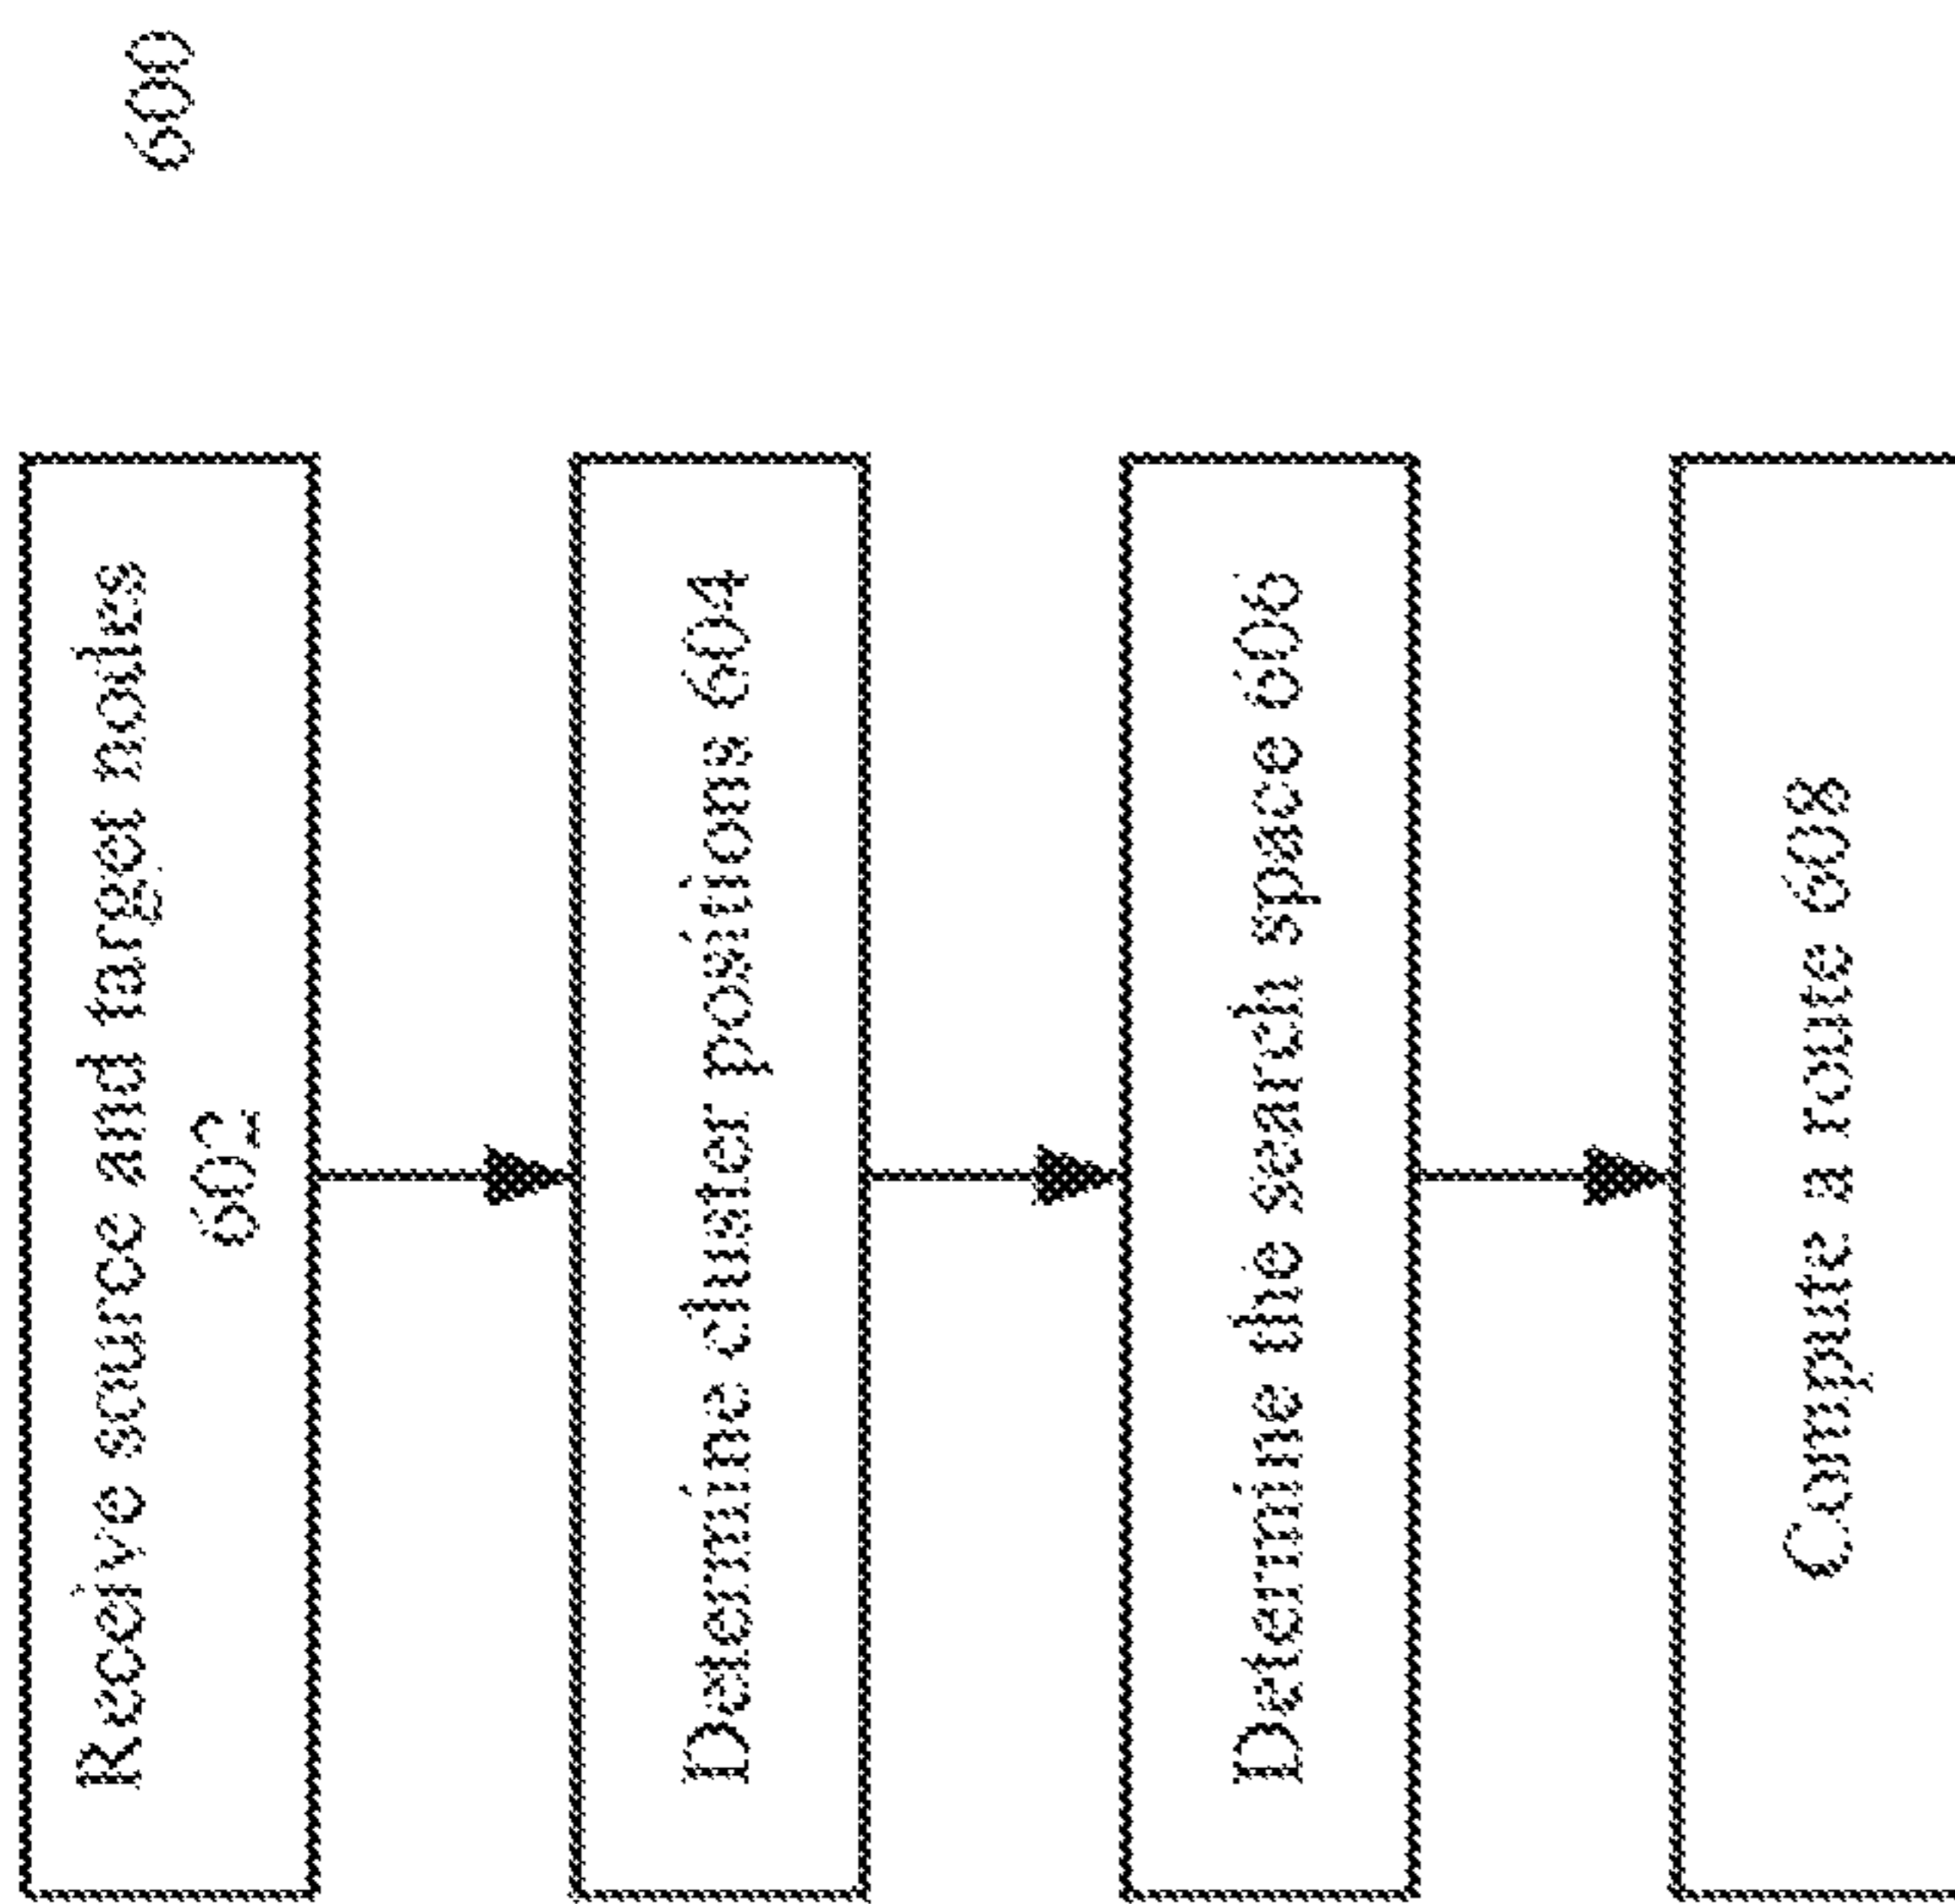 600
Receive source and target nodes
602
Determine cluster positions 604
Determine the search space 606
Compute a route 608